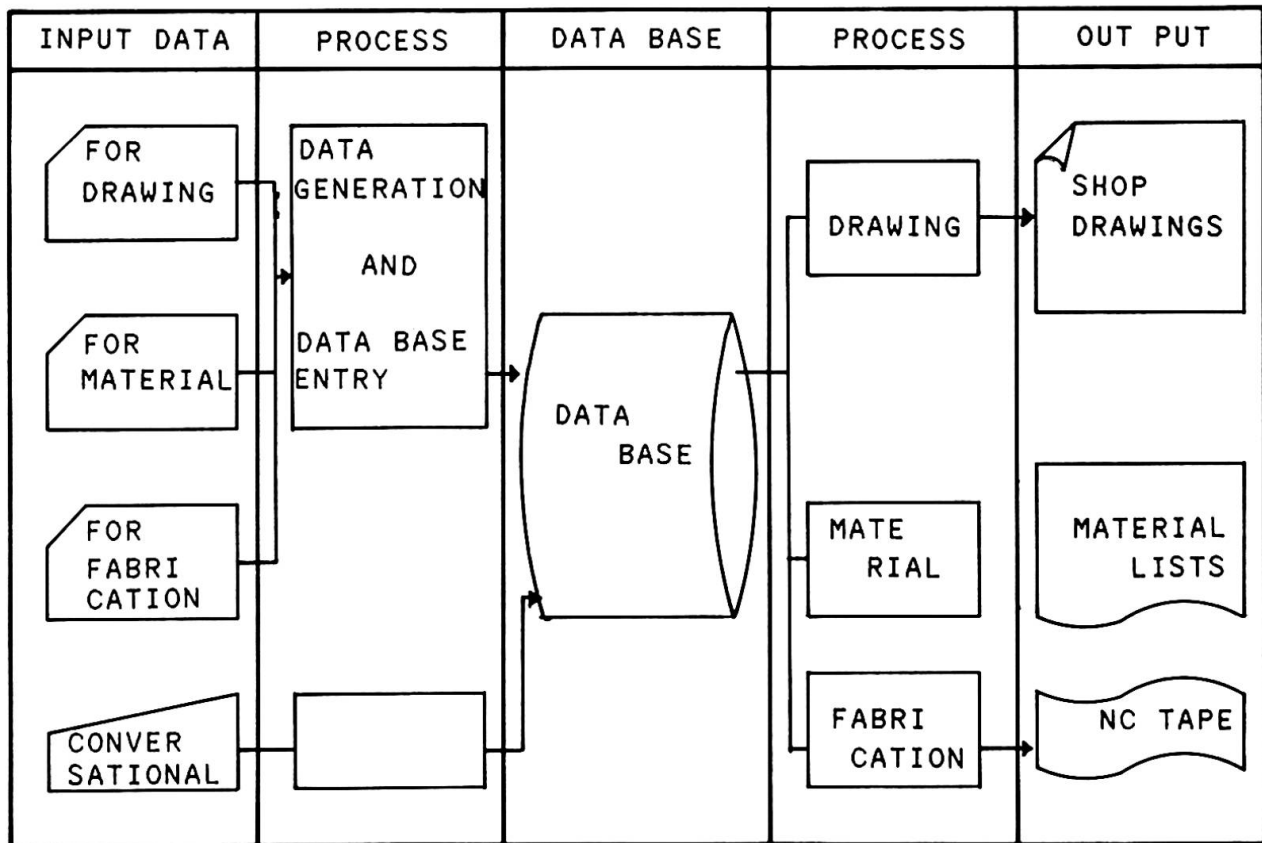 INPUT DATA
PROCESS
DATA BASE
PROCESS
OUT PUT
FOR
DRAWING
FOR
MATERIAL
FOR
FABRI
CATION
CONVER
SATIONAL
DATA
GENERATION
AND
DATA BASE
ENTRY
DATA
BASE
DRAWING
MATE
RIAL
FABRI
CATION
SHOP
DRAWINGS
MATERIAL
LISTS
NC TAPE